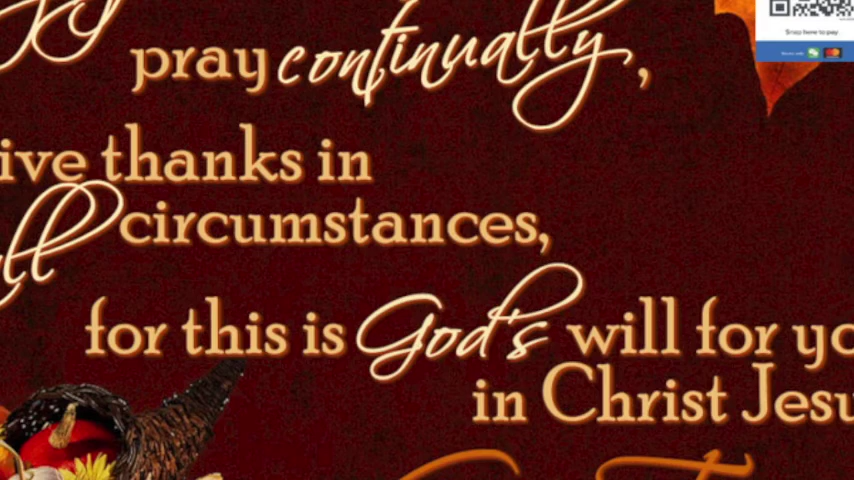 pray continually,
Snap here to pay
ive thanks in
all circumstances,
for this is God's will for yo
in Christ Jesu